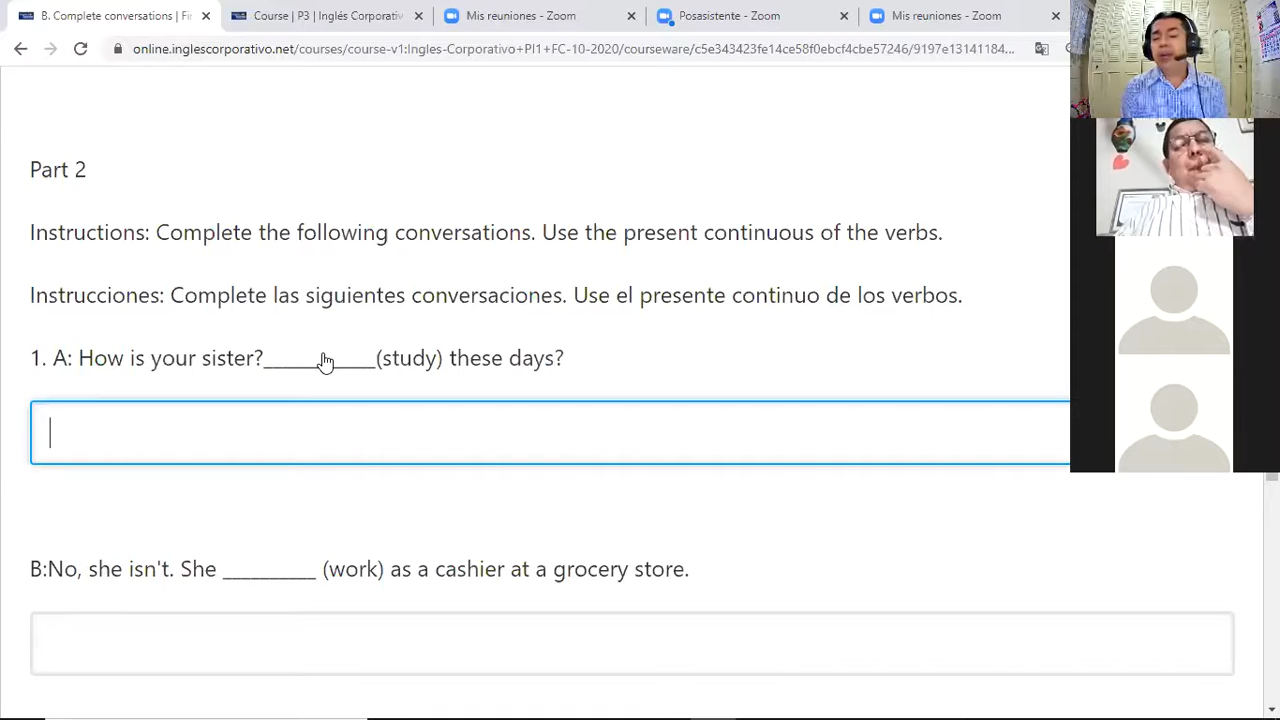 B. Complete conversations | Fi
Course | P3 | Inglés Corporativ
Mis reuniones - Zoom
Posasistente - Zoom
Mis reuniones - Zoom
online.inglescorporativo.net/courses/course-v1:Ingles-Corporativo+PI1+FC-10-2020/courseware/c5e343423fe14ce58f0ebcf4cbe57246/9197e13141184...
Part 2
Instructions: Complete the following conversations. Use the present continuous of the verbs.
Instrucciones: Complete las siguientes conversaciones. Use el presente continuo de los verbos.
1. A: How is your sister?_________(study) these days?
B:No, she isn't. She ________ (work) as a cashier at a grocery store.